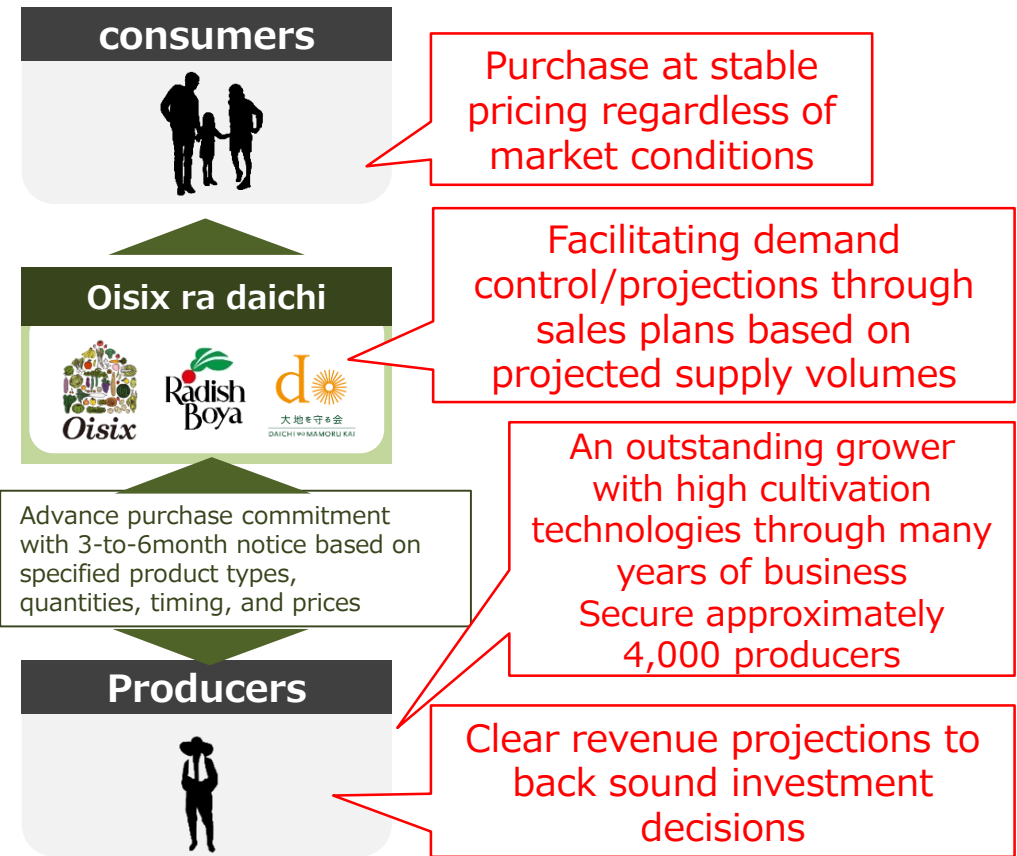 consumers
Purchase at stable
pricing regardless of
market conditions
Oisix ra daichi
Oisix
Radish
Boya
do
大地を守る会
DAICHI WO MAMORU KAI
Facilitating demand
control/projections through
sales plans based on
projected supply volumes
Advance purchase commitment
with 3-to-6month notice based on
specified product types,
quantities, timing, and prices
An outstanding grower
with high cultivation
technologies through many
years of business
Secure approximately
4,000 producers
Producers
Clear revenue projections to
back sound investment
decisions